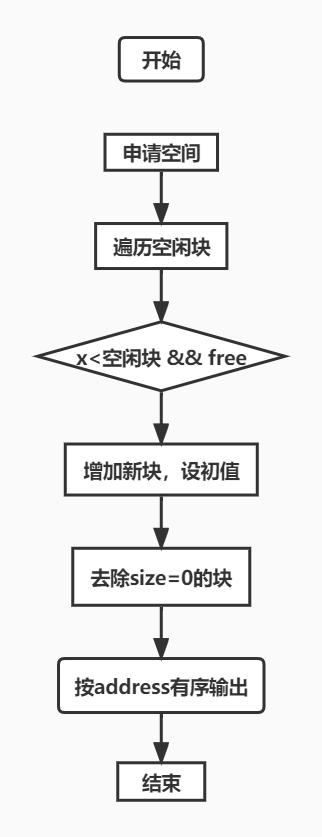 开始
申请空间
遍历空闲块
x<空闲块 && free
增加新块，设初值
去除size=0的块
按address有序输出
结束